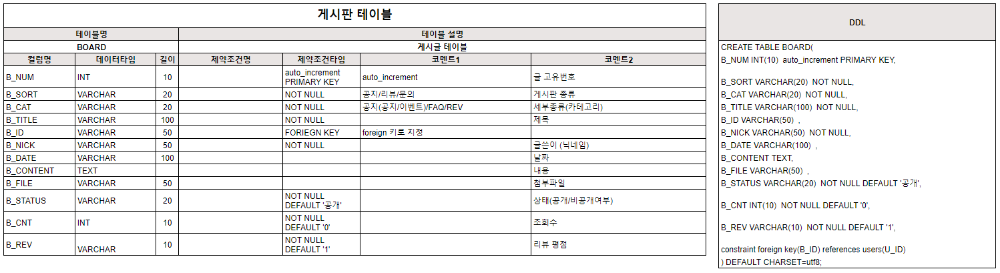 게시판 테이블
테이블명 테이블 설명
BOARD 게시글 테이블
컬럼명 데이터타입 길이 제약조건명 제약조건타입 코멘트1 코멘트2
B_NUM INT 10 auto_increment PRIMARY KEY auto_increment 글 고유번호
B_SORT VARCHAR 20 NOT NULL 공지/리뷰/문의 게시판 종류
B_CAT VARCHAR 20 NOT NULL 공지(공지/이벤트)/FAQ/REV 세부종류(카테고리)
B_TITLE VARCHAR 100 NOT NULL 제목
B_ID VARCHAR 50 FORIEGN KEY foreign 키로 지정
B_NICK VARCHAR 50 NOT NULL 글쓴이 (닉네임)
B_DATE VARCHAR 100 날짜
B_CONTENT TEXT 내용
B_FILE VARCHAR 50 첨부파일
B_STATUS VARCHAR 20 NOT NULL DEFAULT '공개' 상태(공개/비공개여부)
B_CNT INT 10 NOT NULL DEFAULT '0' 조회수
B_REV VARCHAR 10 NOT NULL DEFAULT '1' 리뷰 평점
DDL
CREATE TABLE BOARD(
B_NUM INT(10) auto_increment PRIMARY KEY,
B_SORT VARCHAR(20) NOT NULL,
B_CAT VARCHAR(20) NOT NULL,
B_TITLE VARCHAR(100) NOT NULL,
B_ID VARCHAR(50) ,
B_NICK VARCHAR(50) NOT NULL,
B_DATE VARCHAR(100) ,
B_CONTENT TEXT,
B_FILE VARCHAR(50) ,
B_STATUS VARCHAR(20) NOT NULL DEFAULT '공개',
B_CNT INT(10) NOT NULL DEFAULT '0',
B_REV VARCHAR(10) NOT NULL DEFAULT '1',
constraint foreign key(B_ID) references users(U_ID)
) DEFAULT CHARSET=utf8;